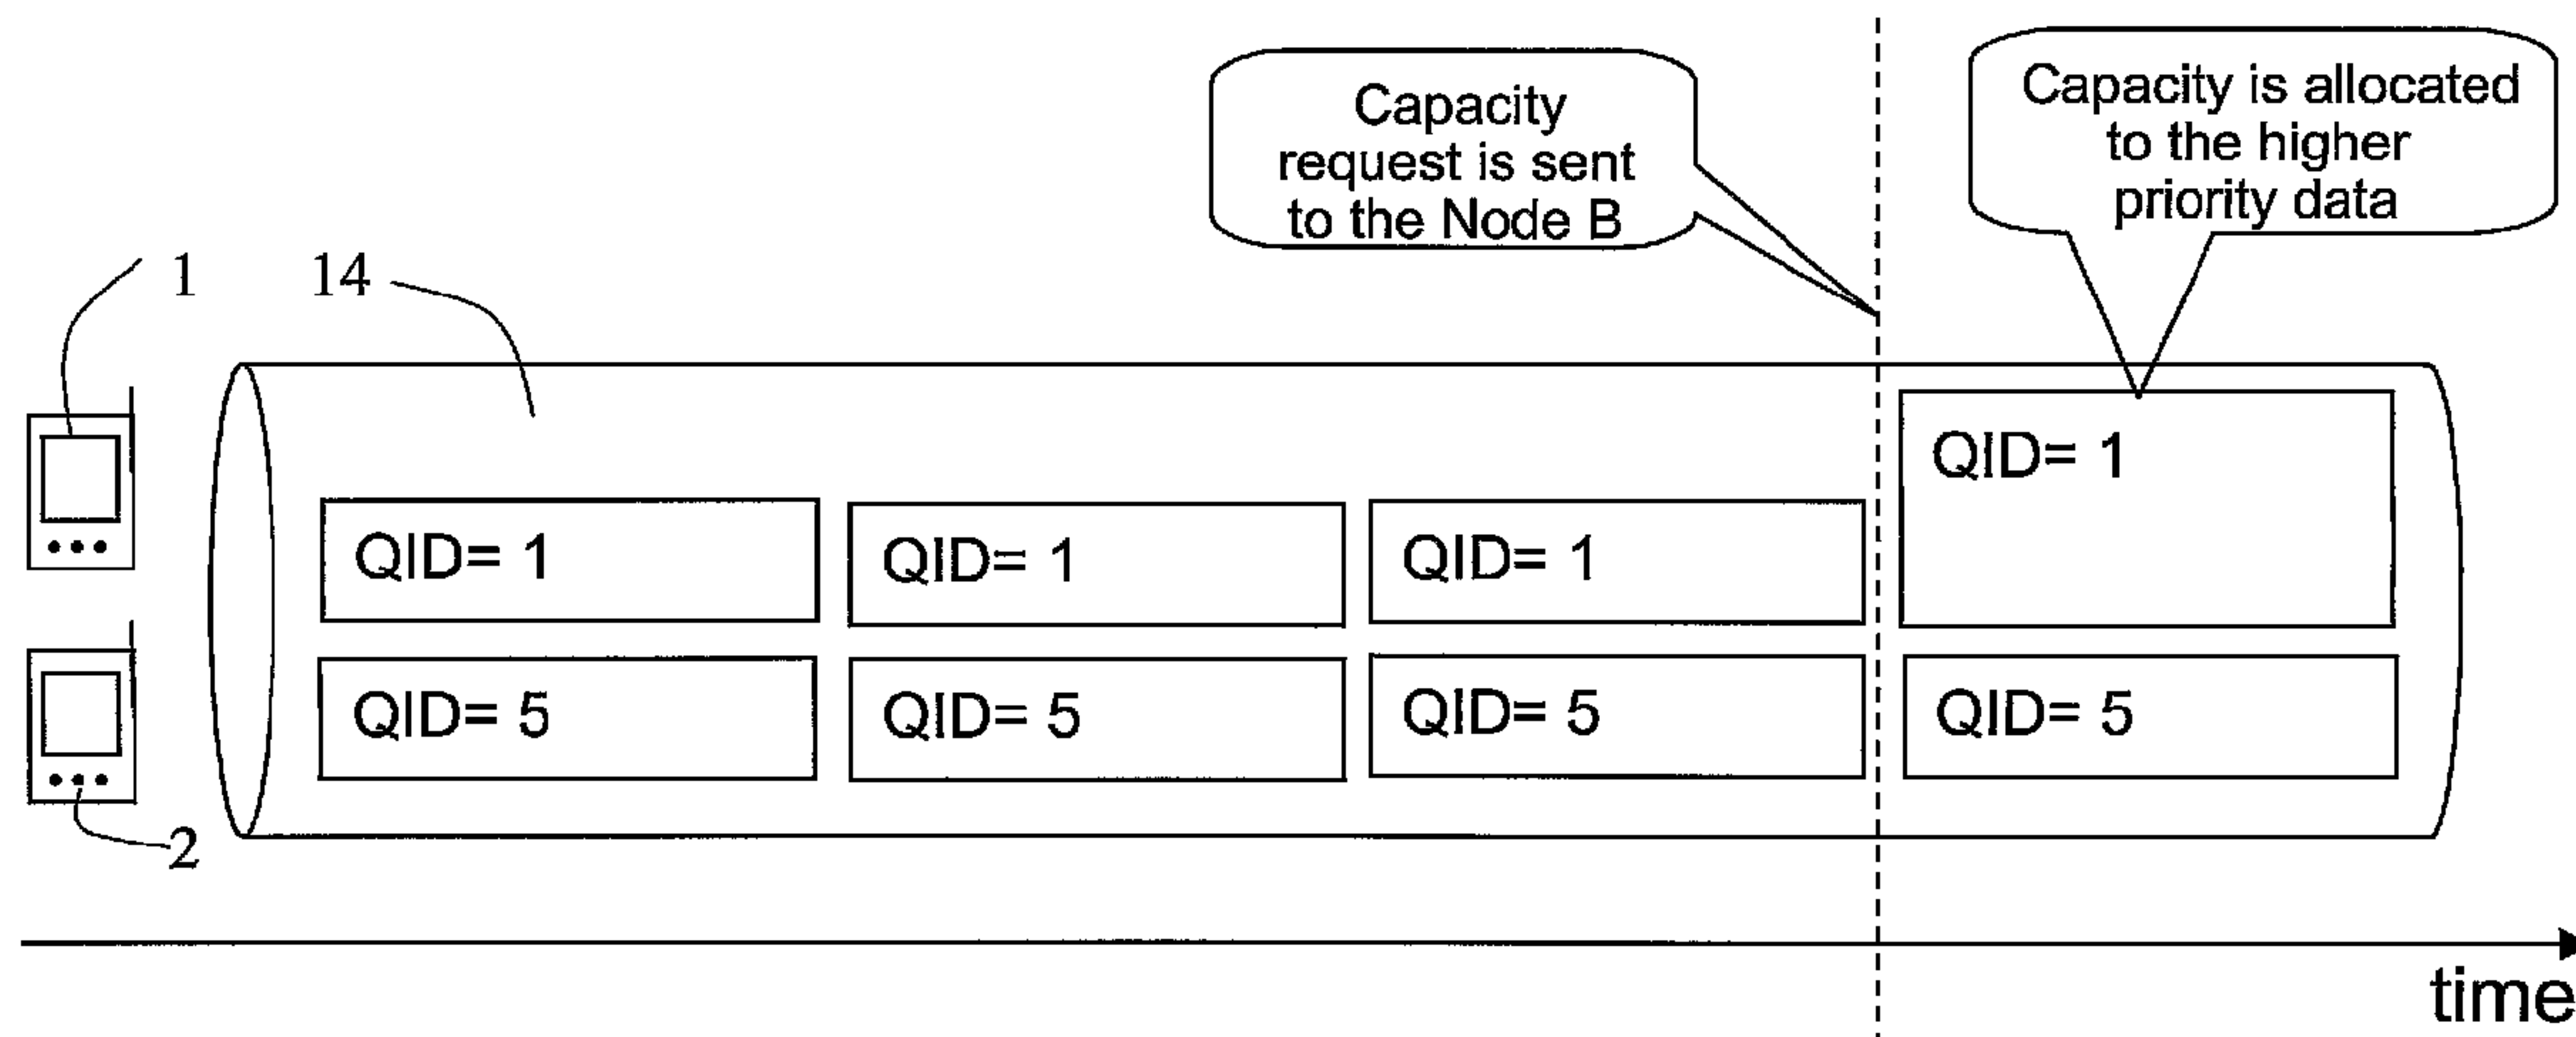 Capacity
request is sent
to the Node B
Capacity is allocated
to the higher
priority data
1
14
QID= 1
QID= 1
QID= 1
QID= 1
QID= 5
QID= 5
QID= 5
QID= 5
2
time